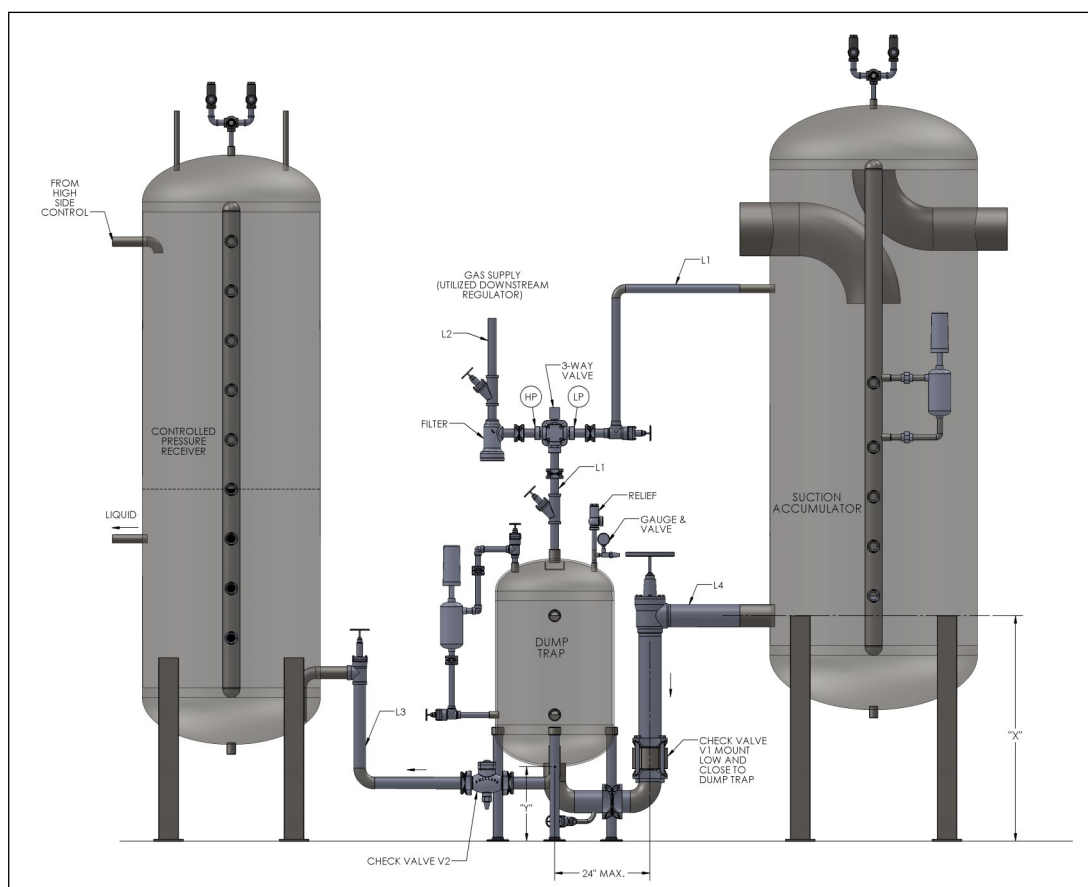 FROM
HIGH
SIDE
CONTROL
GAS SUPPLY
(UTILIZED DOWNSTREAM
REGULATOR)
L1
L2
3-WAY
VALVE
HP
LP
FILTER
CONTROLLED
PRESSURE
RECEIVER
L1
LIQUID
RELIEF
GAUGE &
VALVE
SUCTION
ACCUMULATOR
L4
DUMP
TRAP
L3
CHECK VALVE
V1 MOUNT
LOW AND
CLOSE TO
DUMP TRAP
"X"
"Y"
CHECK VALVE V2
24" MAX.